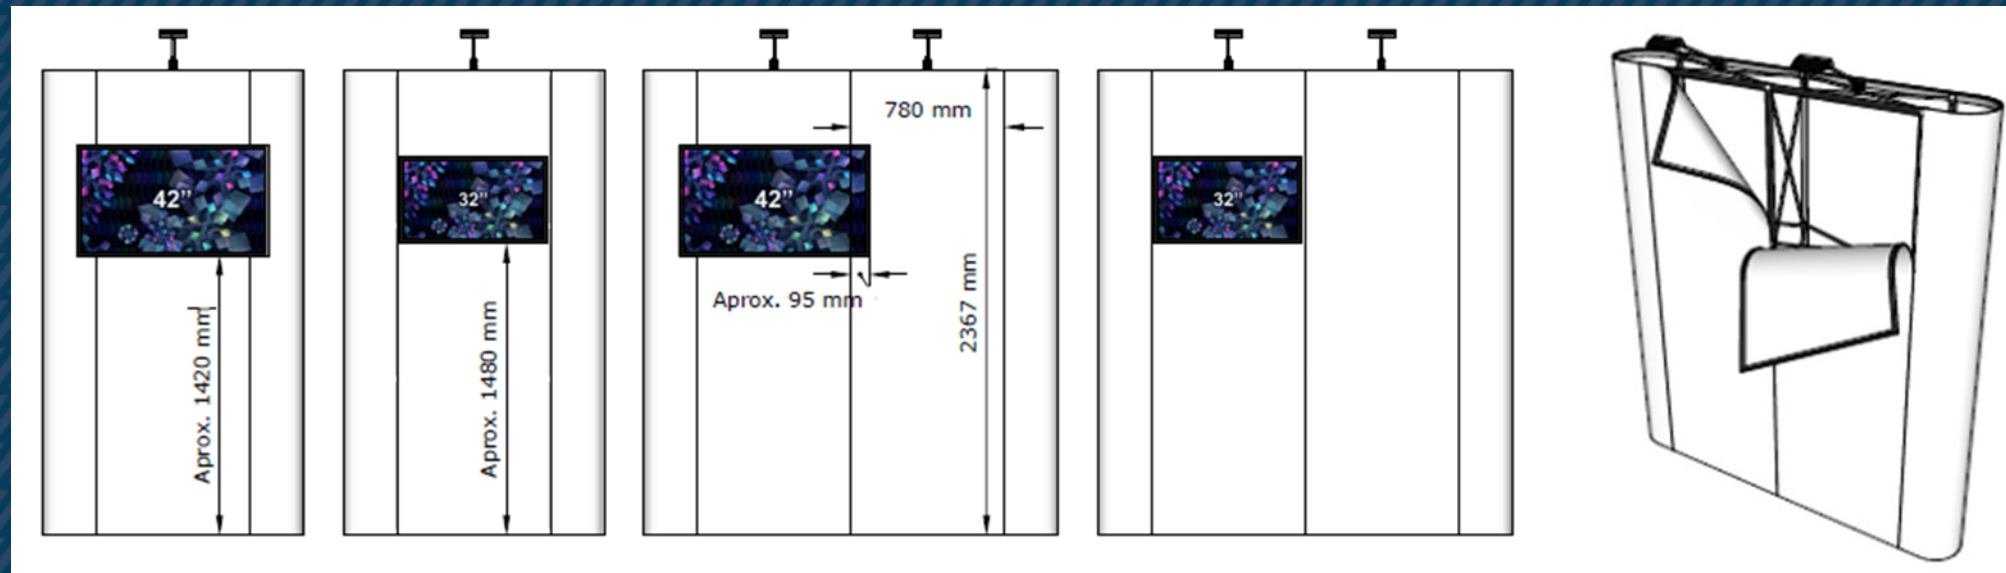 42”
Aprox. 1420 mm
32”
Aprox. 1480 mm
42”
780 mm
Aprox. 95 mm
2367 mm
32”